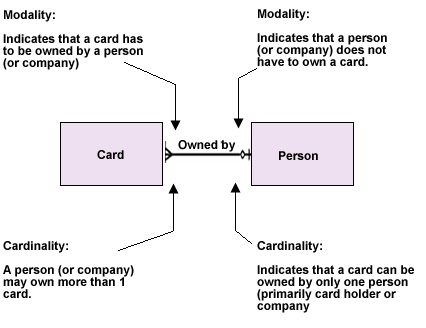 Modality:
Indicates that a card has
to be owned by a person
(or company)
Modality:
Indicates that a person
(or company) does not
have to own a card.
Card
Owned by
Person
Cardinality:
A person (or company)
may own more than 1
card.
Cardinality:
Indicates that a card can be
owned by only one person
(primarily card holder or
company